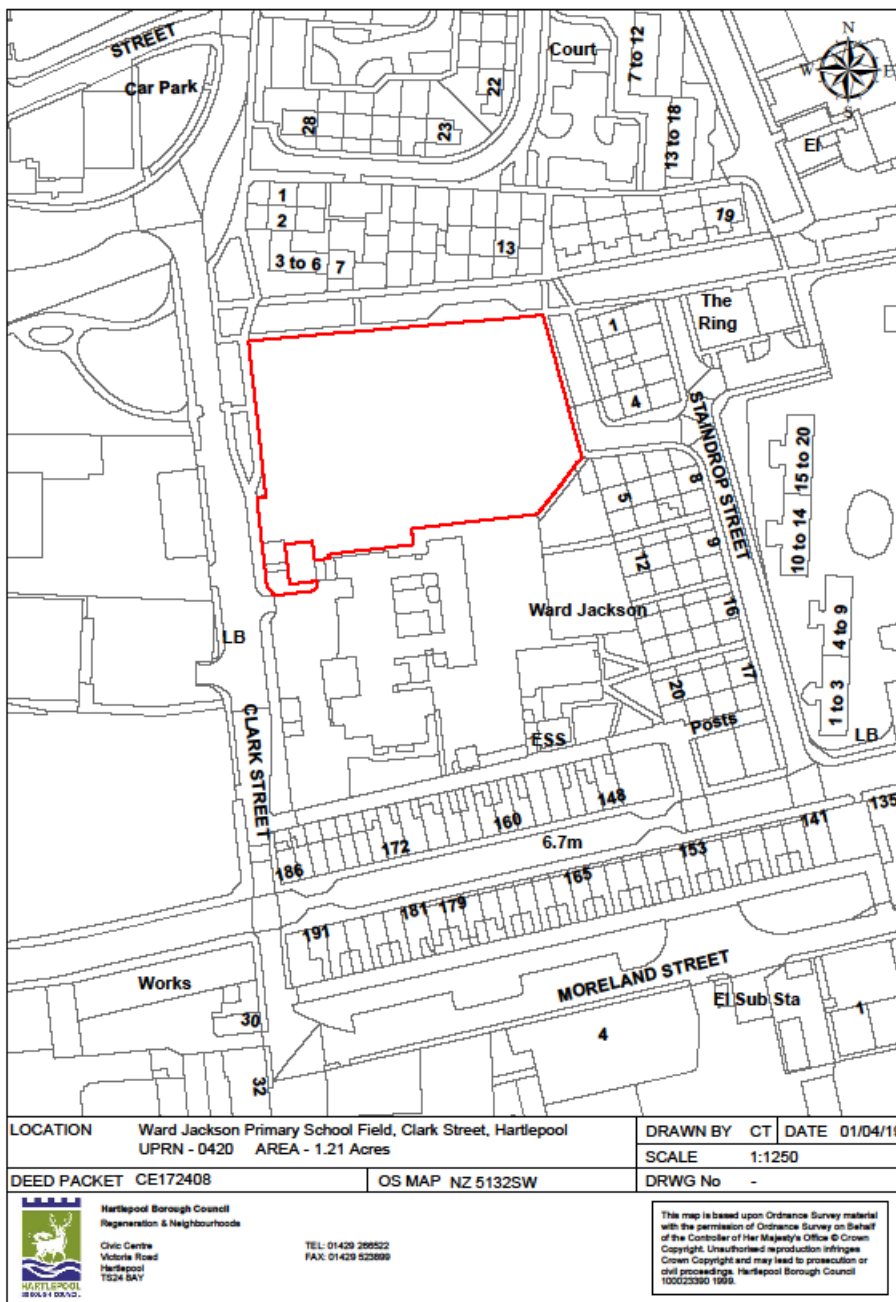 STREET
Car Park
Court
7 to 12
N
W
E
S
22
28
23
13 to 18
El
1
2
3 to 6
7
13
19
The
Ring
1
4
STAINDROP STREET
15 to 20
10 to 14
5
8
12
9
Ward Jackson
16
4 to 9
LB
17
20
1 to 3
CLARK STREET
ESS
Posts
LB
148
160
172
186
6.7m
135
141
153
165
181
179
191
Works
MORELAND STREET
30
El Sub Sta
4
1
32
LOCATION Ward Jackson Primary School Field, Clark Street, Hartlepool
UPRN - 0420 AREA - 1.21 Acres
DRAWN BY CT DATE 01/04/19
SCALE 1:1250
DEED PACKET CE172408 OS MAP NZ 5132SW DRWG No -
Hartlepool Borough Council
Regeneration & Neighbourhoods
Civic Centre
Victoria Road
Hartlepool
TS24 8AY
TEL: 01429 266522
FAX: 01429 523899
HARTLEPOOL
BOROUGH COUNCIL
This map is based upon Ordnance Survey material
with the permission of Ordnance Survey on Behalf
of the Controller of Her Majesty's Office © Crown
Copyright. Unauthorised reproduction infringes
Crown Copyright and may lead to prosecution or
civil proceedings. Hartlepool Borough Council
100023390 1999.